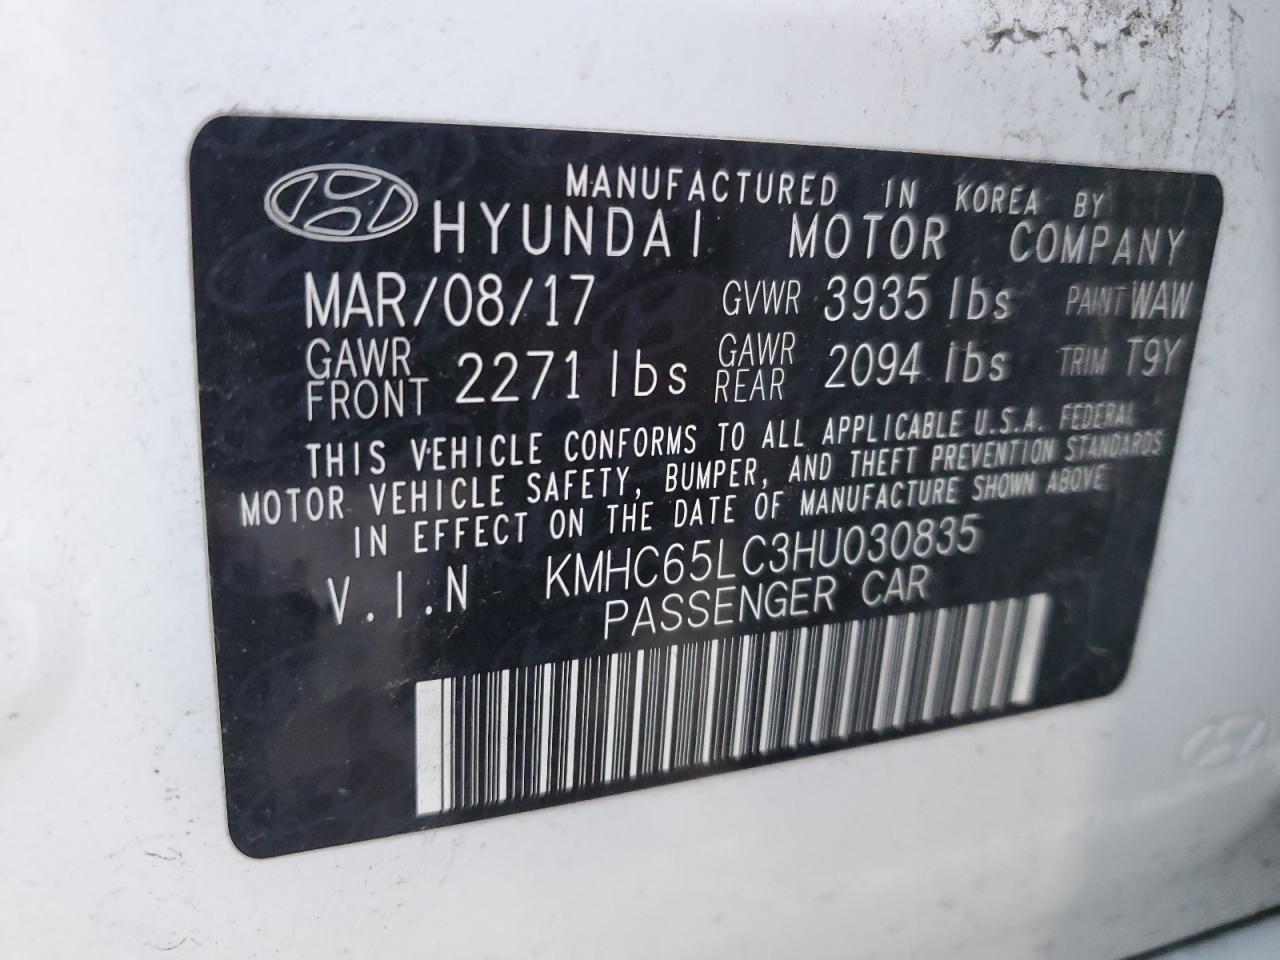 MANUFACTURED IN KOREA BY
HYUNDAI MOTOR COMPANY
MAR/08/17 GVWR 3935 lbs PAINT WAW
GAWR FRONT 2271 lbs GAWR REAR 2094 lbs TRIM T9Y
THIS VEHICLE CONFORMS TO ALL APPLICABLE U.S.A. FEDERAL
MOTOR VEHICLE SAFETY, BUMPER, AND THEFT PREVENTION STANDARDS
IN EFFECT ON THE DATE OF MANUFACTURE SHOWN ABOVE
V.I.N KMHC65LC3HU030835
PASSENGER CAR